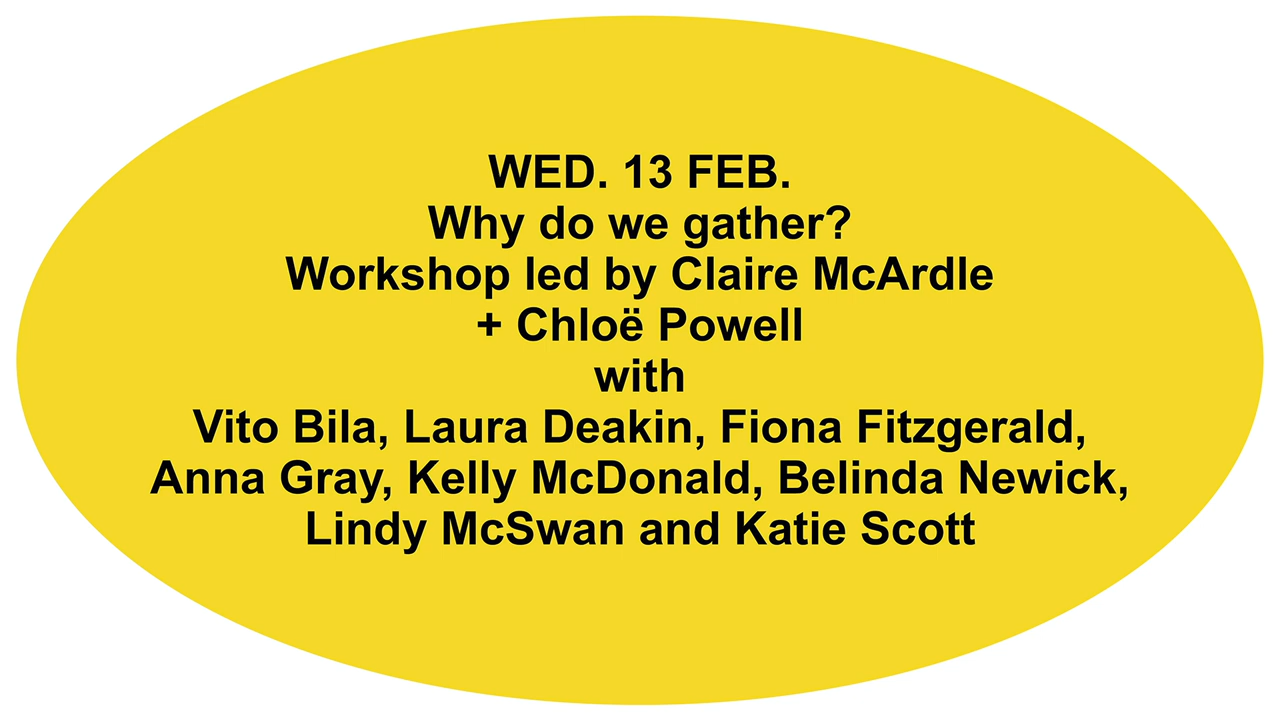 WED. 13 FEB.
Why do we gather?
Workshop led by Claire McArdle
+ Chloë Powell
with
Vito Bila, Laura Deakin, Fiona Fitzgerald,
Anna Gray, Kelly McDonald, Belinda Newick,
Lindy McSwan and Katie Scott